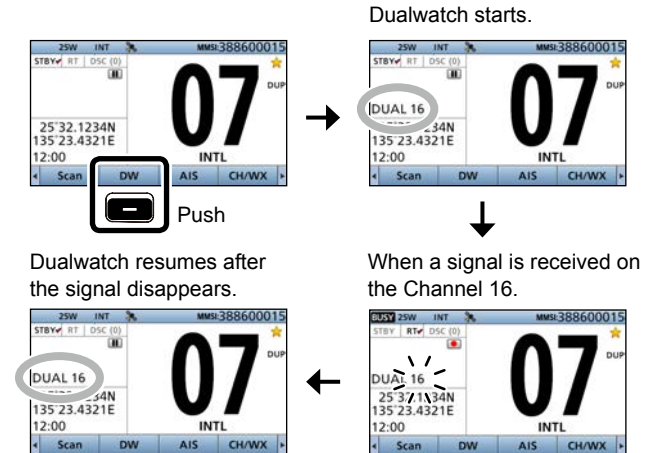 25W INT MMSI:388600015
STBY RT DSC (0)
07
DUP
25°32.1234N
135°23.4321E
12:00
INTL
Scan DW AIS CH/WX
Push
Dualwatch starts.
25W INT MMSI:388600015
STBY RT DSC (0)
07
DUP
DUAL 16
34N
135°23.4321E
12:00
INTL
Scan DW AIS CH/WX
When a signal is received on
the Channel 16.
BUSY 25W INT MMSI:388600015
STBY RT DSC (0)
07
DUP
DUAL 16
135°23.4321E
12:00
INTL
Scan DW AIS CH/WX
Dualwatch resumes after
the signal disappears.
25W INT MMSI:388600015
STBY RT DSC (0)
07
DUP
DUAL 16
34N
135°23.4321E
12:00
INTL
Scan DW AIS CH/WX